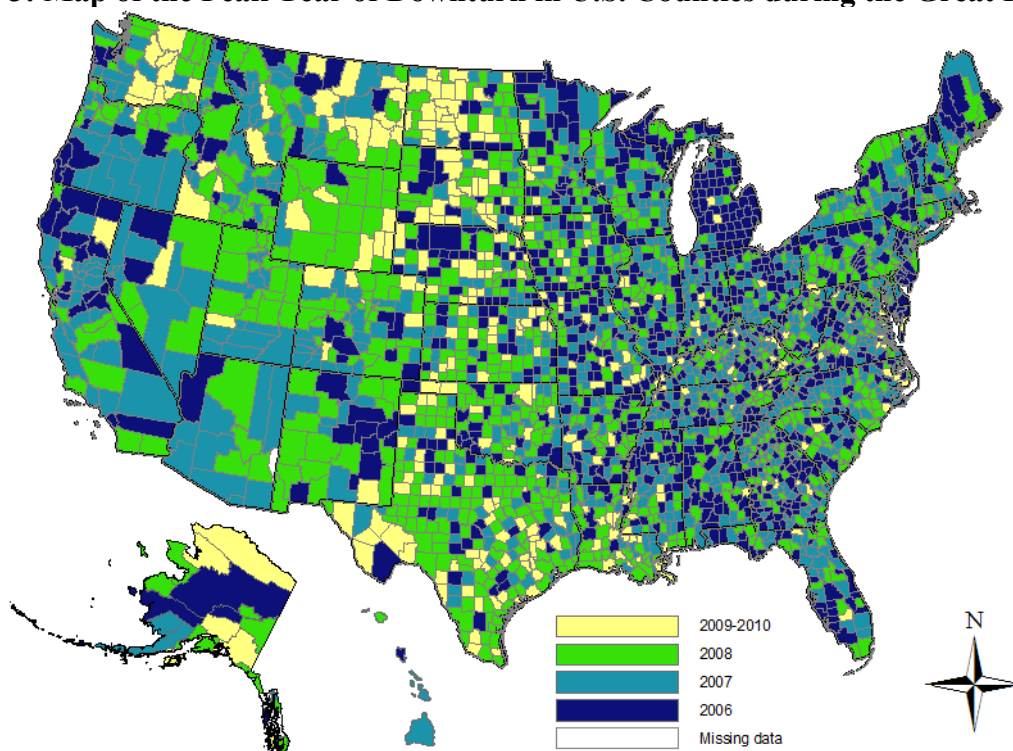 Map of the Peak Year of Downturn in U.S. Counties during the Great
N
2009-2010
2008
2007
2006
Missing data